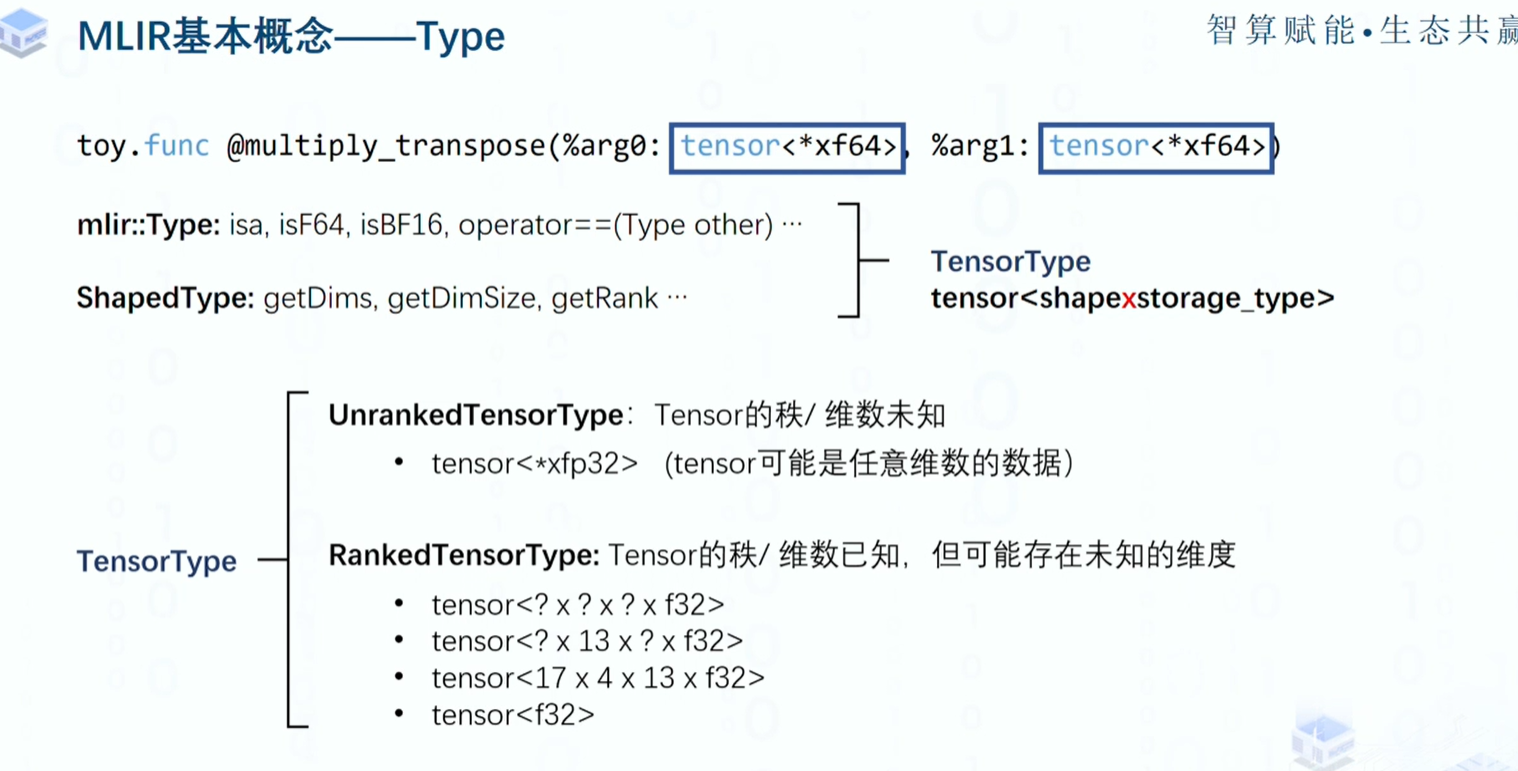 MLIR基本概念——Type
智算赋能•生态共赢
toy.func @multiply_transpose(%arg0: tensor<*xf64>, %arg1: tensor<*xf64>)
mlir::Type: isa, isF64, isBF16, operator==(Type other) ···
ShapedType: getDims, getDimSize, getRank ···
TensorType
tensor<shapexstorage_type>
TensorType
UnrankedTensorType：Tensor的秩/ 维数未知
• tensor<*xfp32> (tensor可能是任意维数的数据）
RankedTensorType: Tensor的秩/ 维数已知，但可能存在未知的维度
• tensor<? x ? x ? x f32>
• tensor<? x 13 x ? x f32>
• tensor<17 x 4 x 13 x f32>
• tensor<f32>